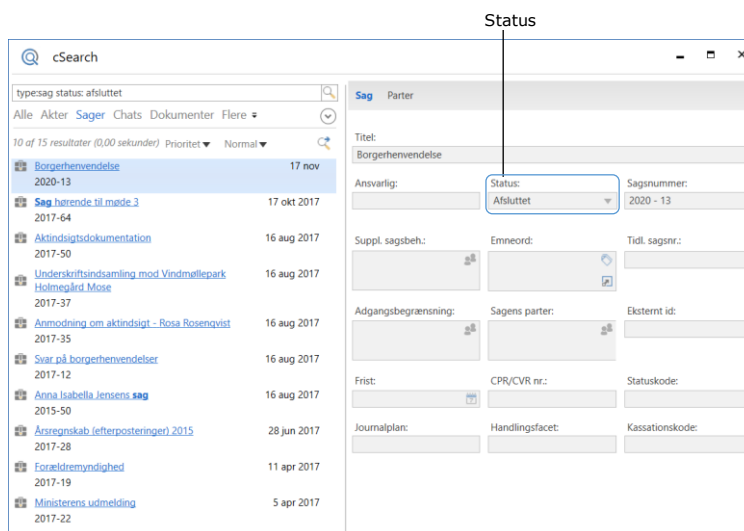 Status
cSearch
type:sag status: afsluttet
Alle Akter Sager Chats Dokumenter Flere
10 af 15 resultater (0,00 sekunder) Prioritet Normal
Borgerhenvendelse 17 nov
2020-13
Sag hørende til møde 3 17 okt 2017
2017-64
Aktindsigtsdokumentation 16 aug 2017
2017-50
Underskriftsindsamling mod Vindmøllepark 16 aug 2017
Holmegård Mose
2017-37
Anmodning om aktindsigt - Rosa Rosenqvist 16 aug 2017
2017-35
Svar på borgerhenvendelser 16 aug 2017
2017-12
Anna Isabella Jensens sag 16 aug 2017
2015-50
Årsregnskab (efterposteringer) 2015 28 jun 2017
2017-28
Forældremyndighed 11 apr 2017
2017-19
Ministerens udmelding 5 apr 2017
2017-22
Sag Parter
Titel:
Borgerhenvendelse
Ansvarlig: Status: Sagsnummer:
Afsluttet 2020 - 13
Suppl. sagsbeh.: Emneord: Tidl. sagsnr.:
Adgangsbegrænsning: Sagens parter: Eksternt id:
Frist: CPR/CVR nr.: Statuskode:
Journalplan: Handlingsfacet: Kassationskode: